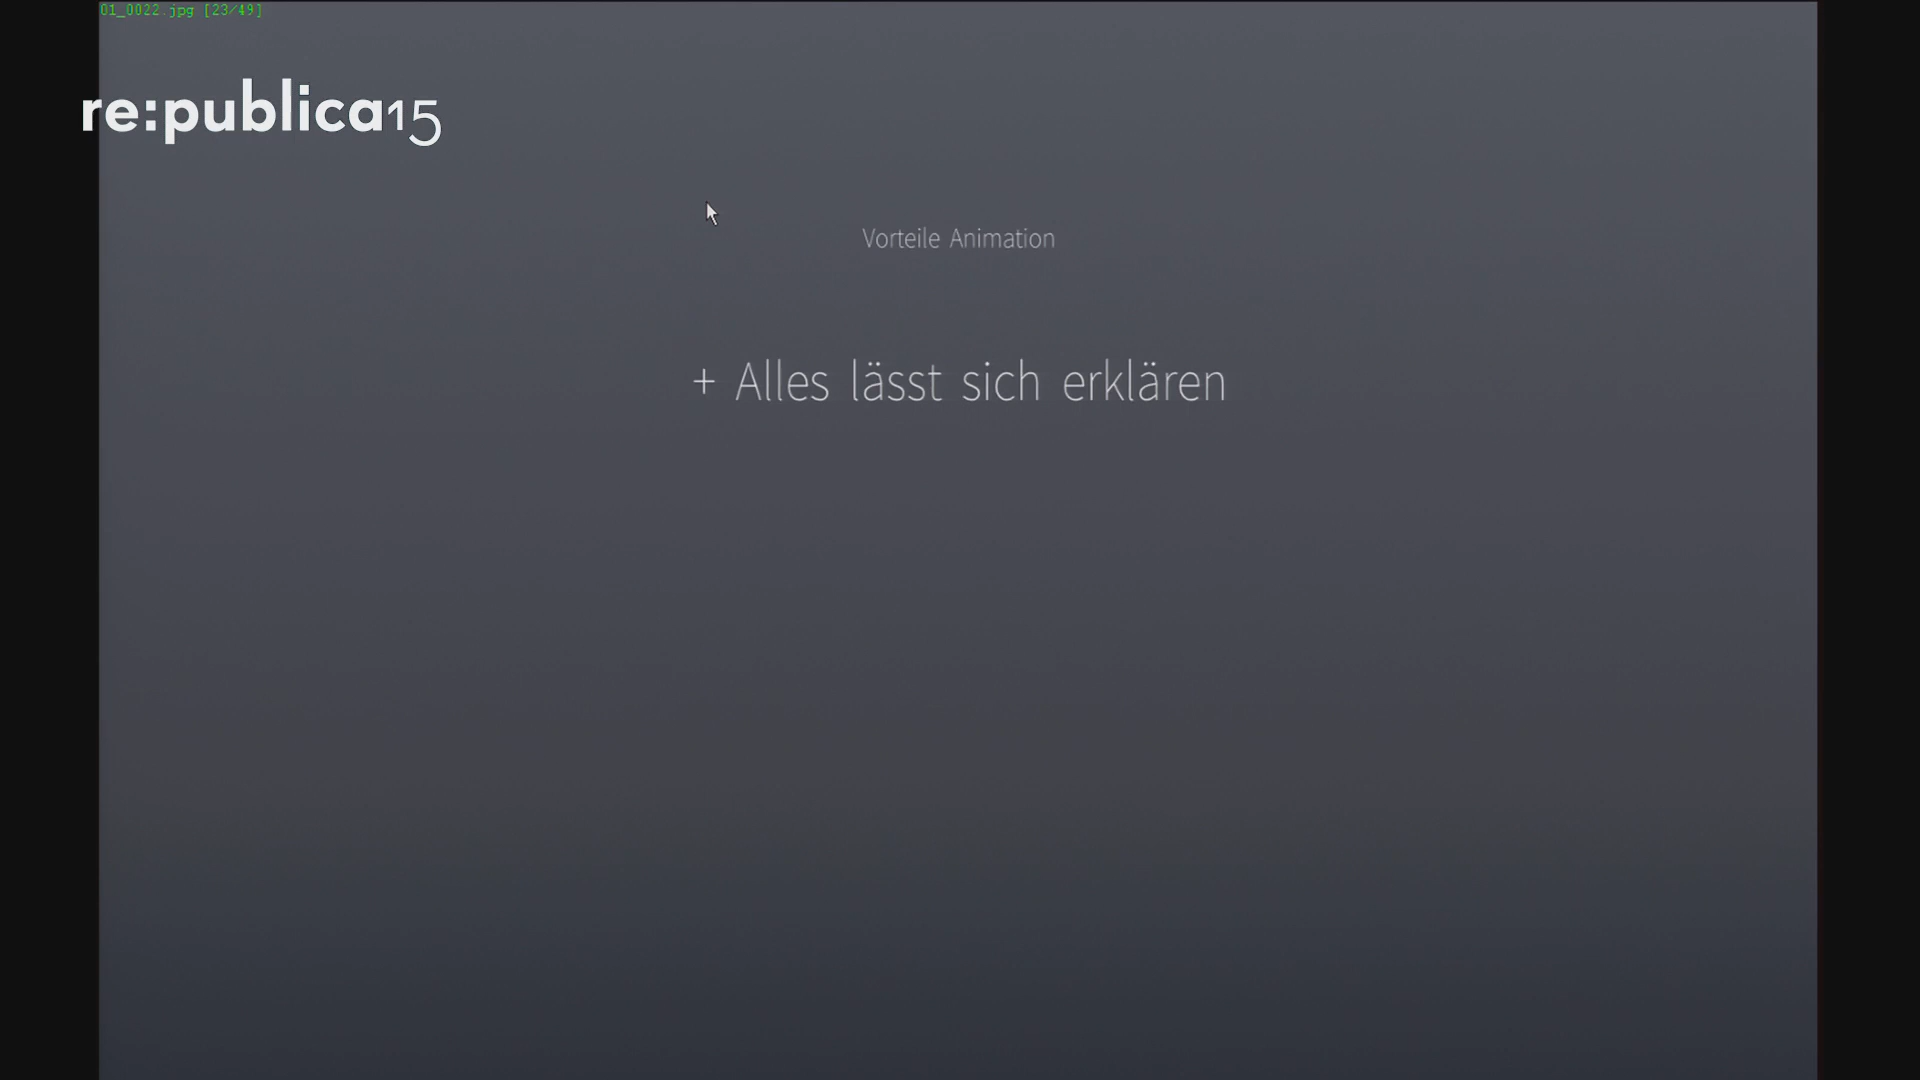 01_0022.jpg [23/49]
re:publica15
Vorteile Animation
+ Alles lässt sich erklären